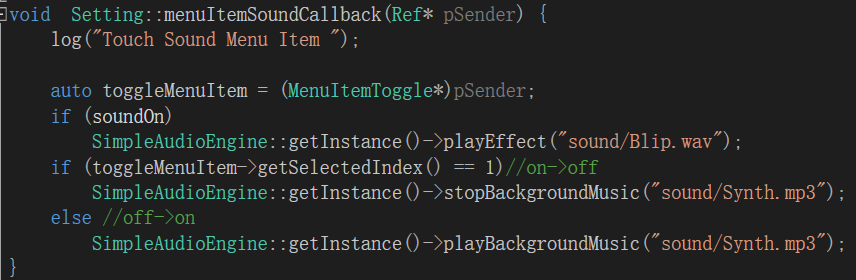 void  Setting::menuItemSoundCallback(Ref* pSender) {
    log("Touch Sound Menu Item ");

    auto toggleMenuItem = (MenuItemToggle*)pSender;
    if (soundOn)
        SimpleAudioEngine::getInstance()->playEffect("sound/Blip.wav");
    if (toggleMenuItem->getSelectedIndex() == 1)//on->off
        SimpleAudioEngine::getInstance()->stopBackgroundMusic("sound/Synth.mp3");
    else //off->on
        SimpleAudioEngine::getInstance()->playBackgroundMusic("sound/Synth.mp3");
}